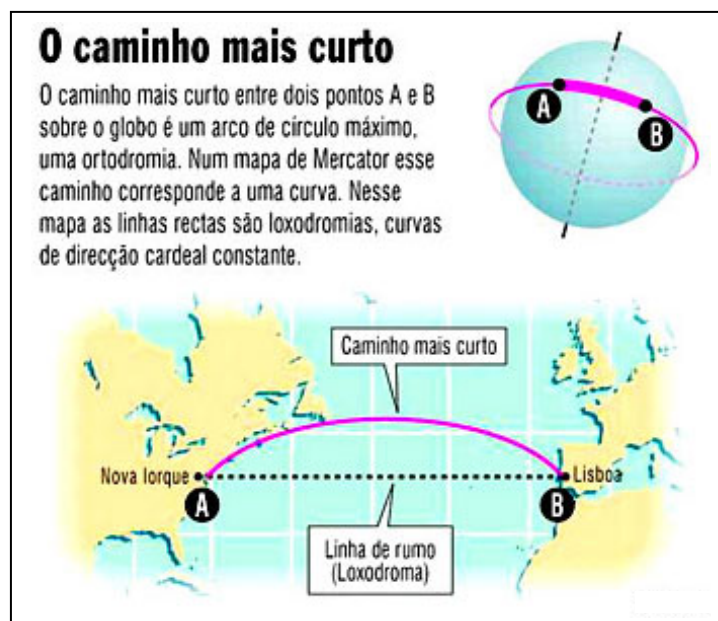 O caminho mais curto
O caminho mais curto entre dois pontos A e B
sobre o globo é um arco de círculo máximo,
uma ortodromia. Num mapa de Mercator esse
caminho corresponde a uma curva. Nesse
mapa as linhas rectas são loxodromias, curvas
de direcção cardeal constante.
A
B
Caminho mais curto
Nova Iorque
Lisboa
A
B
Linha de rumo
(Loxodroma)